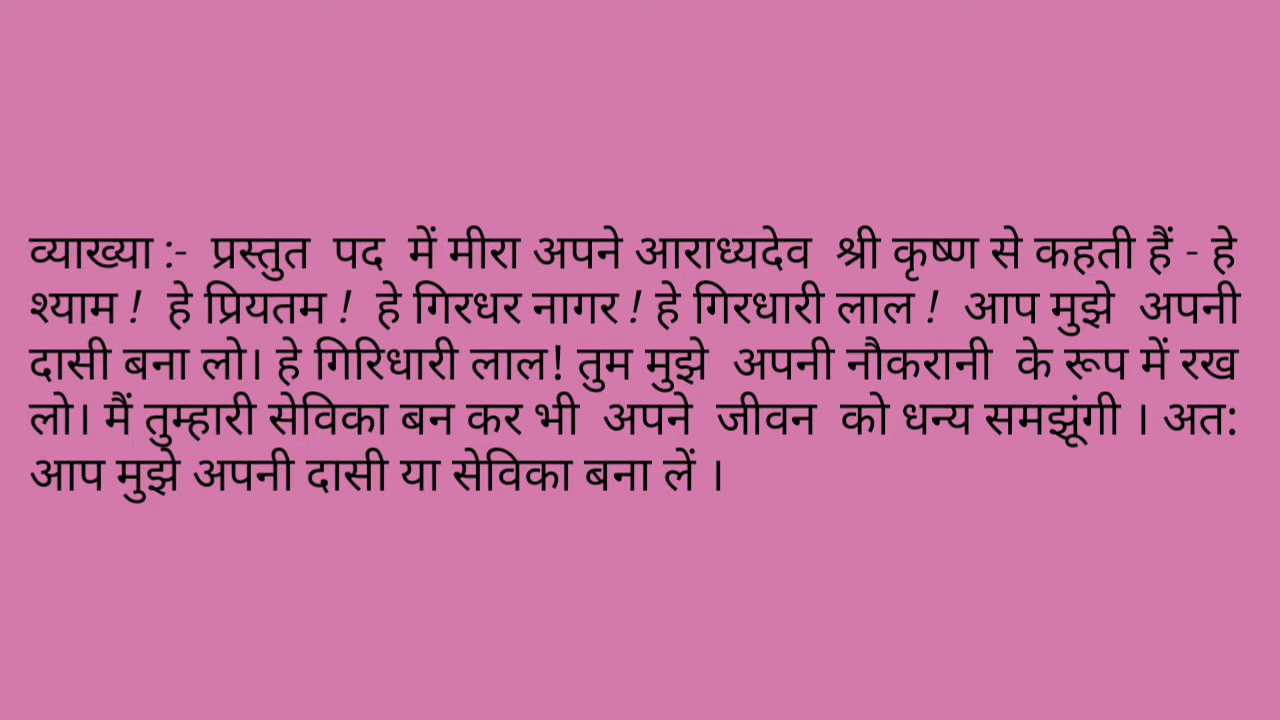 व्याख्या :- प्रस्तुत पद में मीरा अपने आराध्यदेव श्री कृष्ण से कहती हैं - हे
श्याम ! हे प्रियतम ! हे गिरधर नागर ! हे गिरधारी लाल ! आप मुझे अपनी
दासी बना लो। हे गिरिधारी लाल! तुम मुझे अपनी नौकरानी के रूप में रख
लो। मैं तुम्हारी सेविका बन कर भी अपने जीवन को धन्य समझूंगी । अत:
आप मुझे अपनी दासी या सेविका बना लें ।